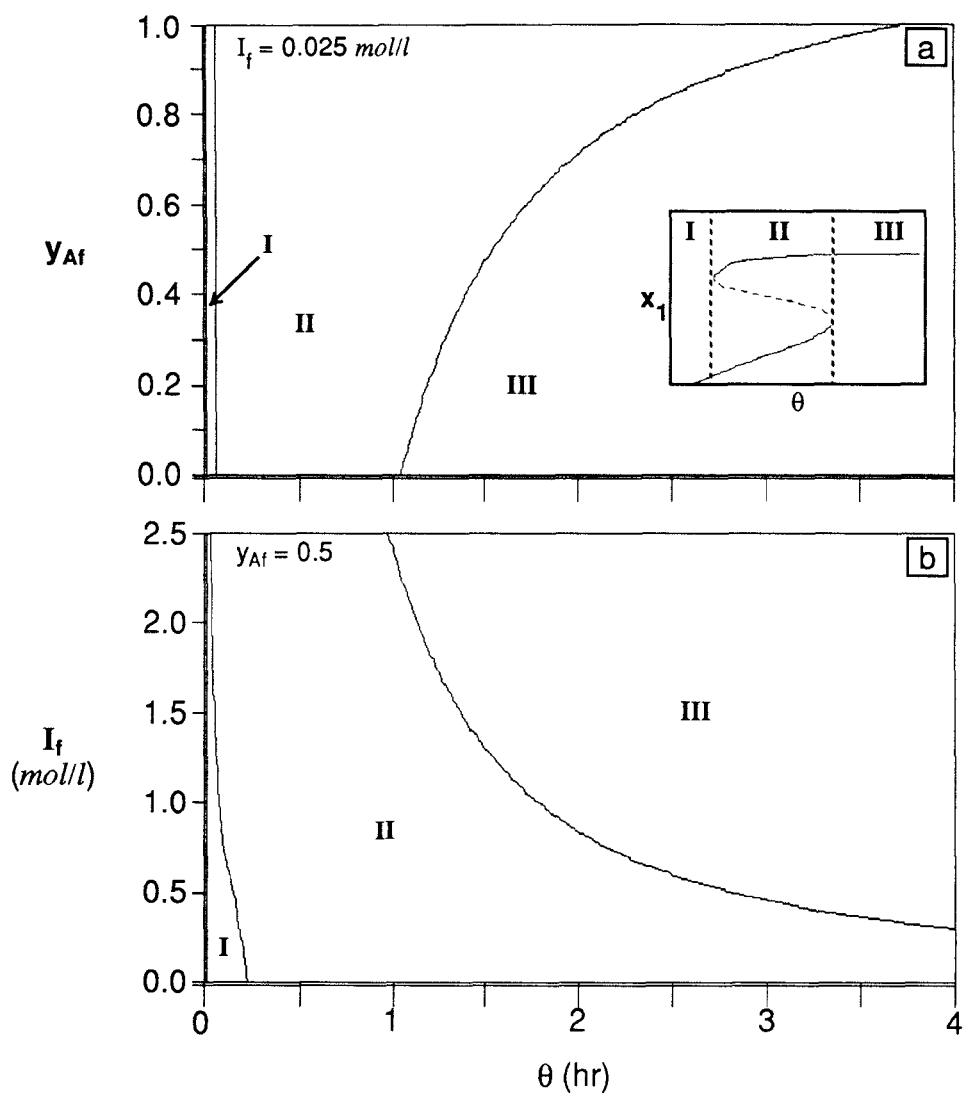 1.0
I_f = 0.025 mol/l
a
0.8
0.6
I
II
III
y_Af
I
x_1
0.4
II
III
0.2
θ
0.0
2.5
y_Af = 0.5
b
2.0
III
1.5
I_f
(mol/l)
1.0
II
0.5
I
0.0
0
1
2
3
4
θ (hr)